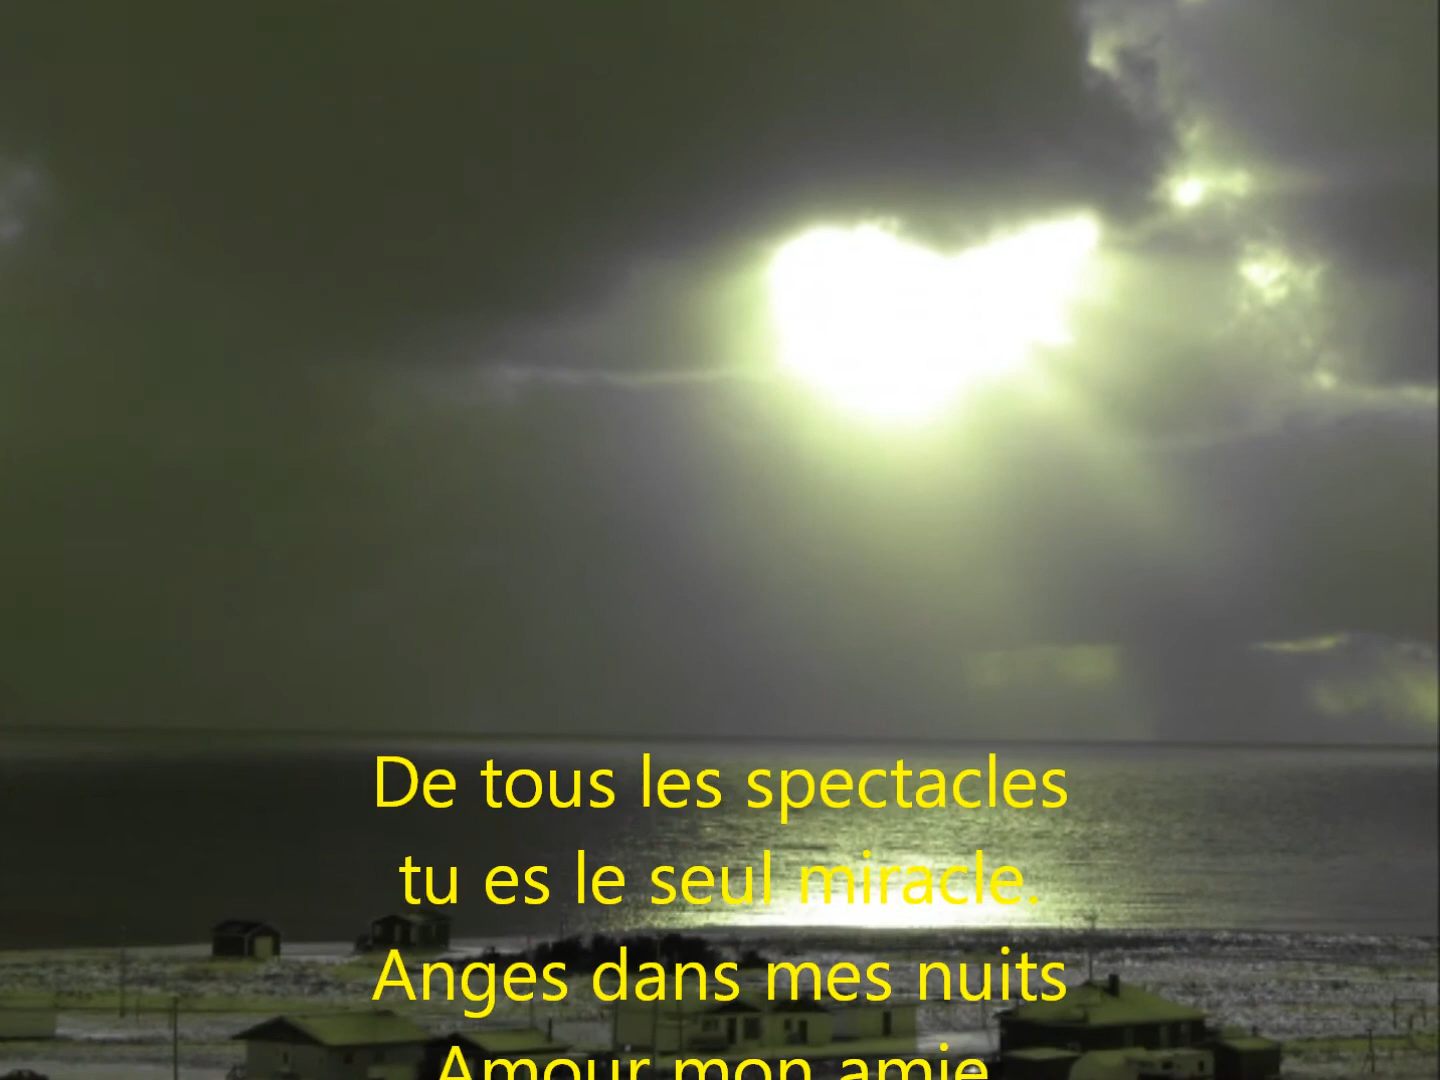 De tous les spectacles
tu es le seul miracle.
Anges dans mes nuits
Amour mon amie